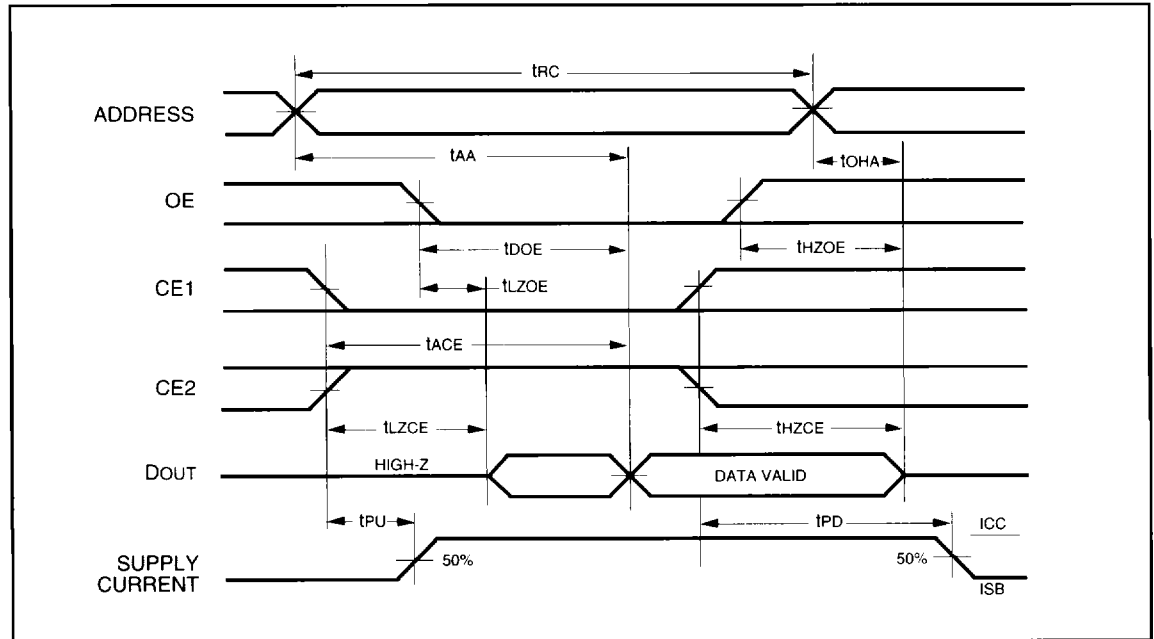 tRC
ADDRESS
tAA
tOHA
OE
tDOE
tHZOE
CE1
tLZOE
tACE
CE2
tLZCE
tHZCE
DOUT
HIGH-Z
DATA VALID
tPU
tPD
ICC
SUPPLY
CURRENT
50%
50%
ISB